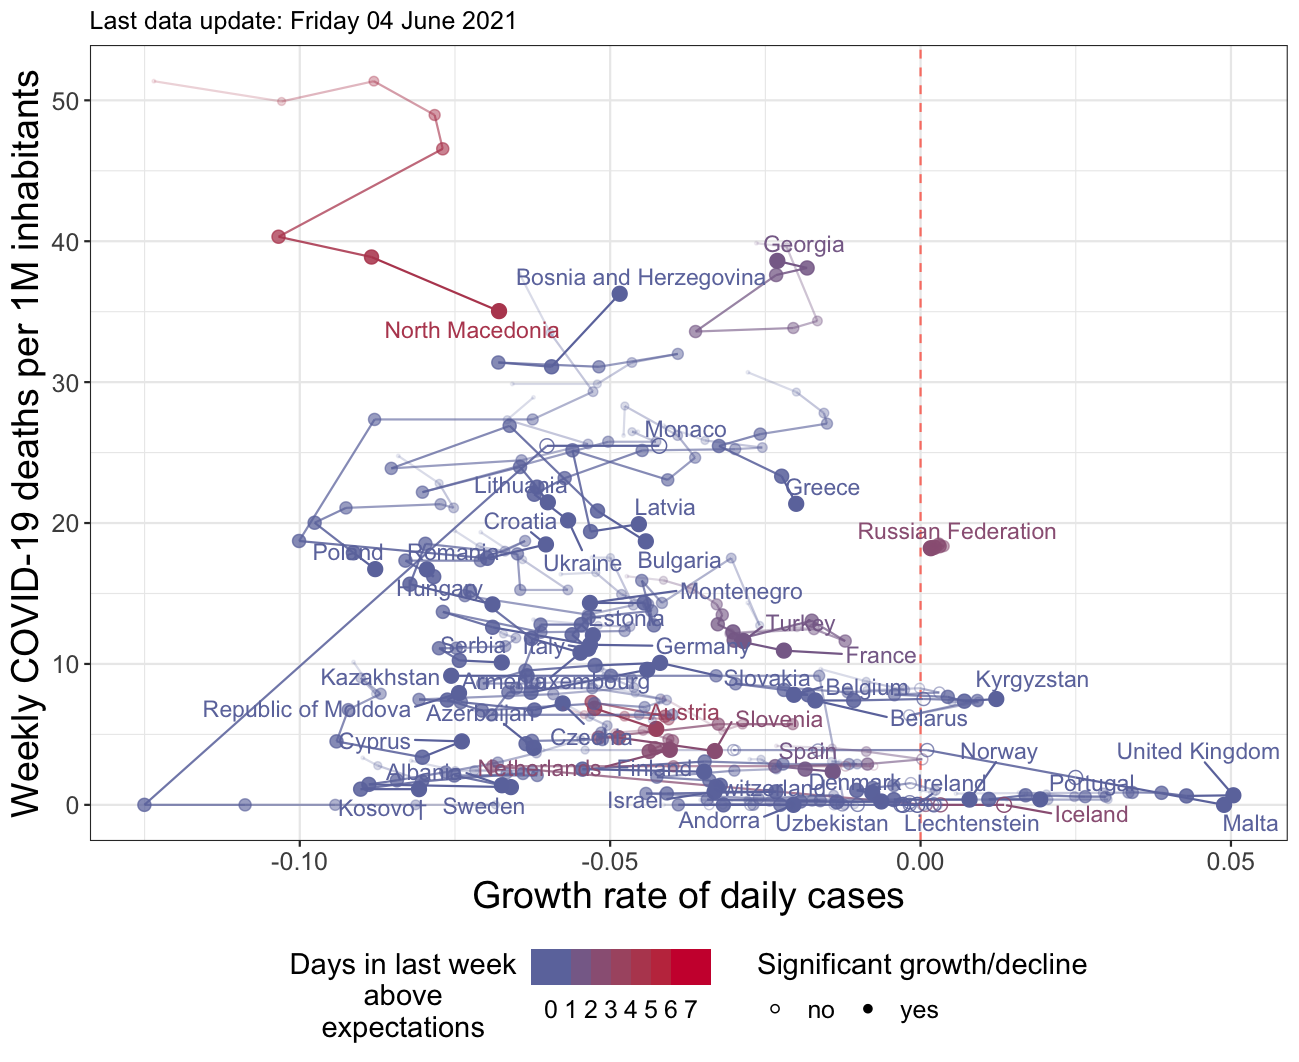 Last data update: Friday 04 June 2021
Weekly COVID-19 deaths per 1M inhabitants
50
40
30
20
10
0
Georgia
Bosnia and Herzegovina
North Macedonia
Monaco
Lithuania
Greece
Croatia
Latvia
Russian Federation
Poland
Romania
Ukraine
Bulgaria
Hungary
Montenegro
Estonia
Turkey
Serbia
Italy
Germany
France
Kazakhstan
Armenia
Luxembourg
Slovakia
Belgium
Kyrgyzstan
Republic of Moldova
Azerbaijan
Austria
Slovenia
Belarus
Cyprus
Czechia
Spain
Norway
United Kingdom
Albania
Netherlands
Finland
Switzerland
Denmark
Ireland
Portugal
Kosovo†
Sweden
Israel
Andorra
Uzbekistan
Liechtenstein
Iceland
Malta
-0.10
-0.05
0.00
0.05
Growth rate of daily cases
Days in last week
above
expectations
0 1 2 3 4 5 6 7
Significant growth/decline
no
yes